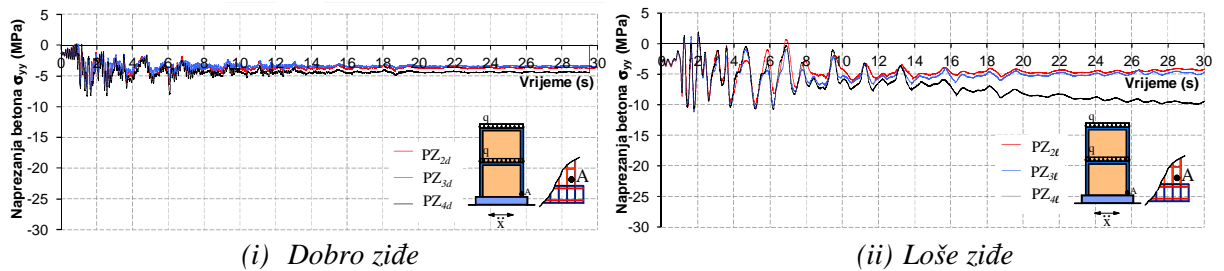 Naprezanja betona σyy (MPa)
5
0
-5
-10
-15
-20
-25
-30
0 2 4 6 8 10 12 14 16 18 20 22 24 26 28 30
Vrijeme (s)
PZ2d
PZ3d
PZ4d
q
q
A
A
ẍ
(i) Dobro ziđe
Naprezanja betona σyy (MPa)
5
0
-5
-10
-15
-20
-25
-30
0 2 4 6 8 10 12 14 16 18 20 22 24 26 28 30
Vrijeme (s)
PZ2ℓ
PZ3ℓ
PZ4ℓ
q
q
A
A
ẍ
(ii) Loše ziđe